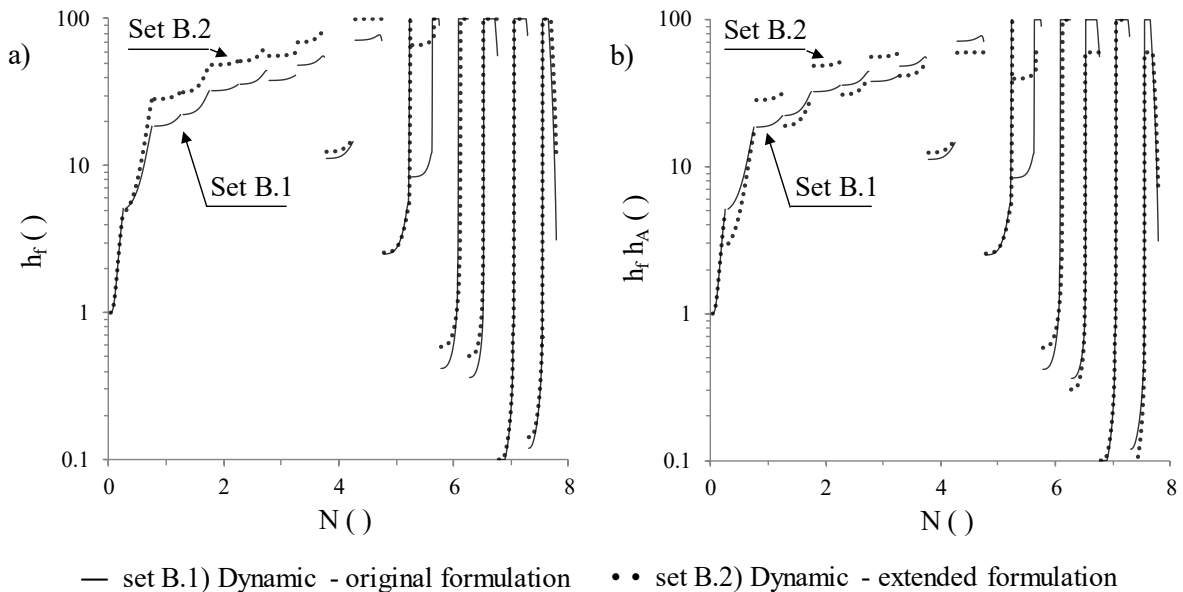 a)
Set B.2
Set B.1
100
10
1
0.1
h_f ( )
0 2 4 6 8
N ( )
b)
Set B.2
Set B.1
100
10
1
0.1
h_f h_A ( )
0 2 4 6 8
N ( )
set B.1) Dynamic - original formulation
set B.2) Dynamic - extended formulation